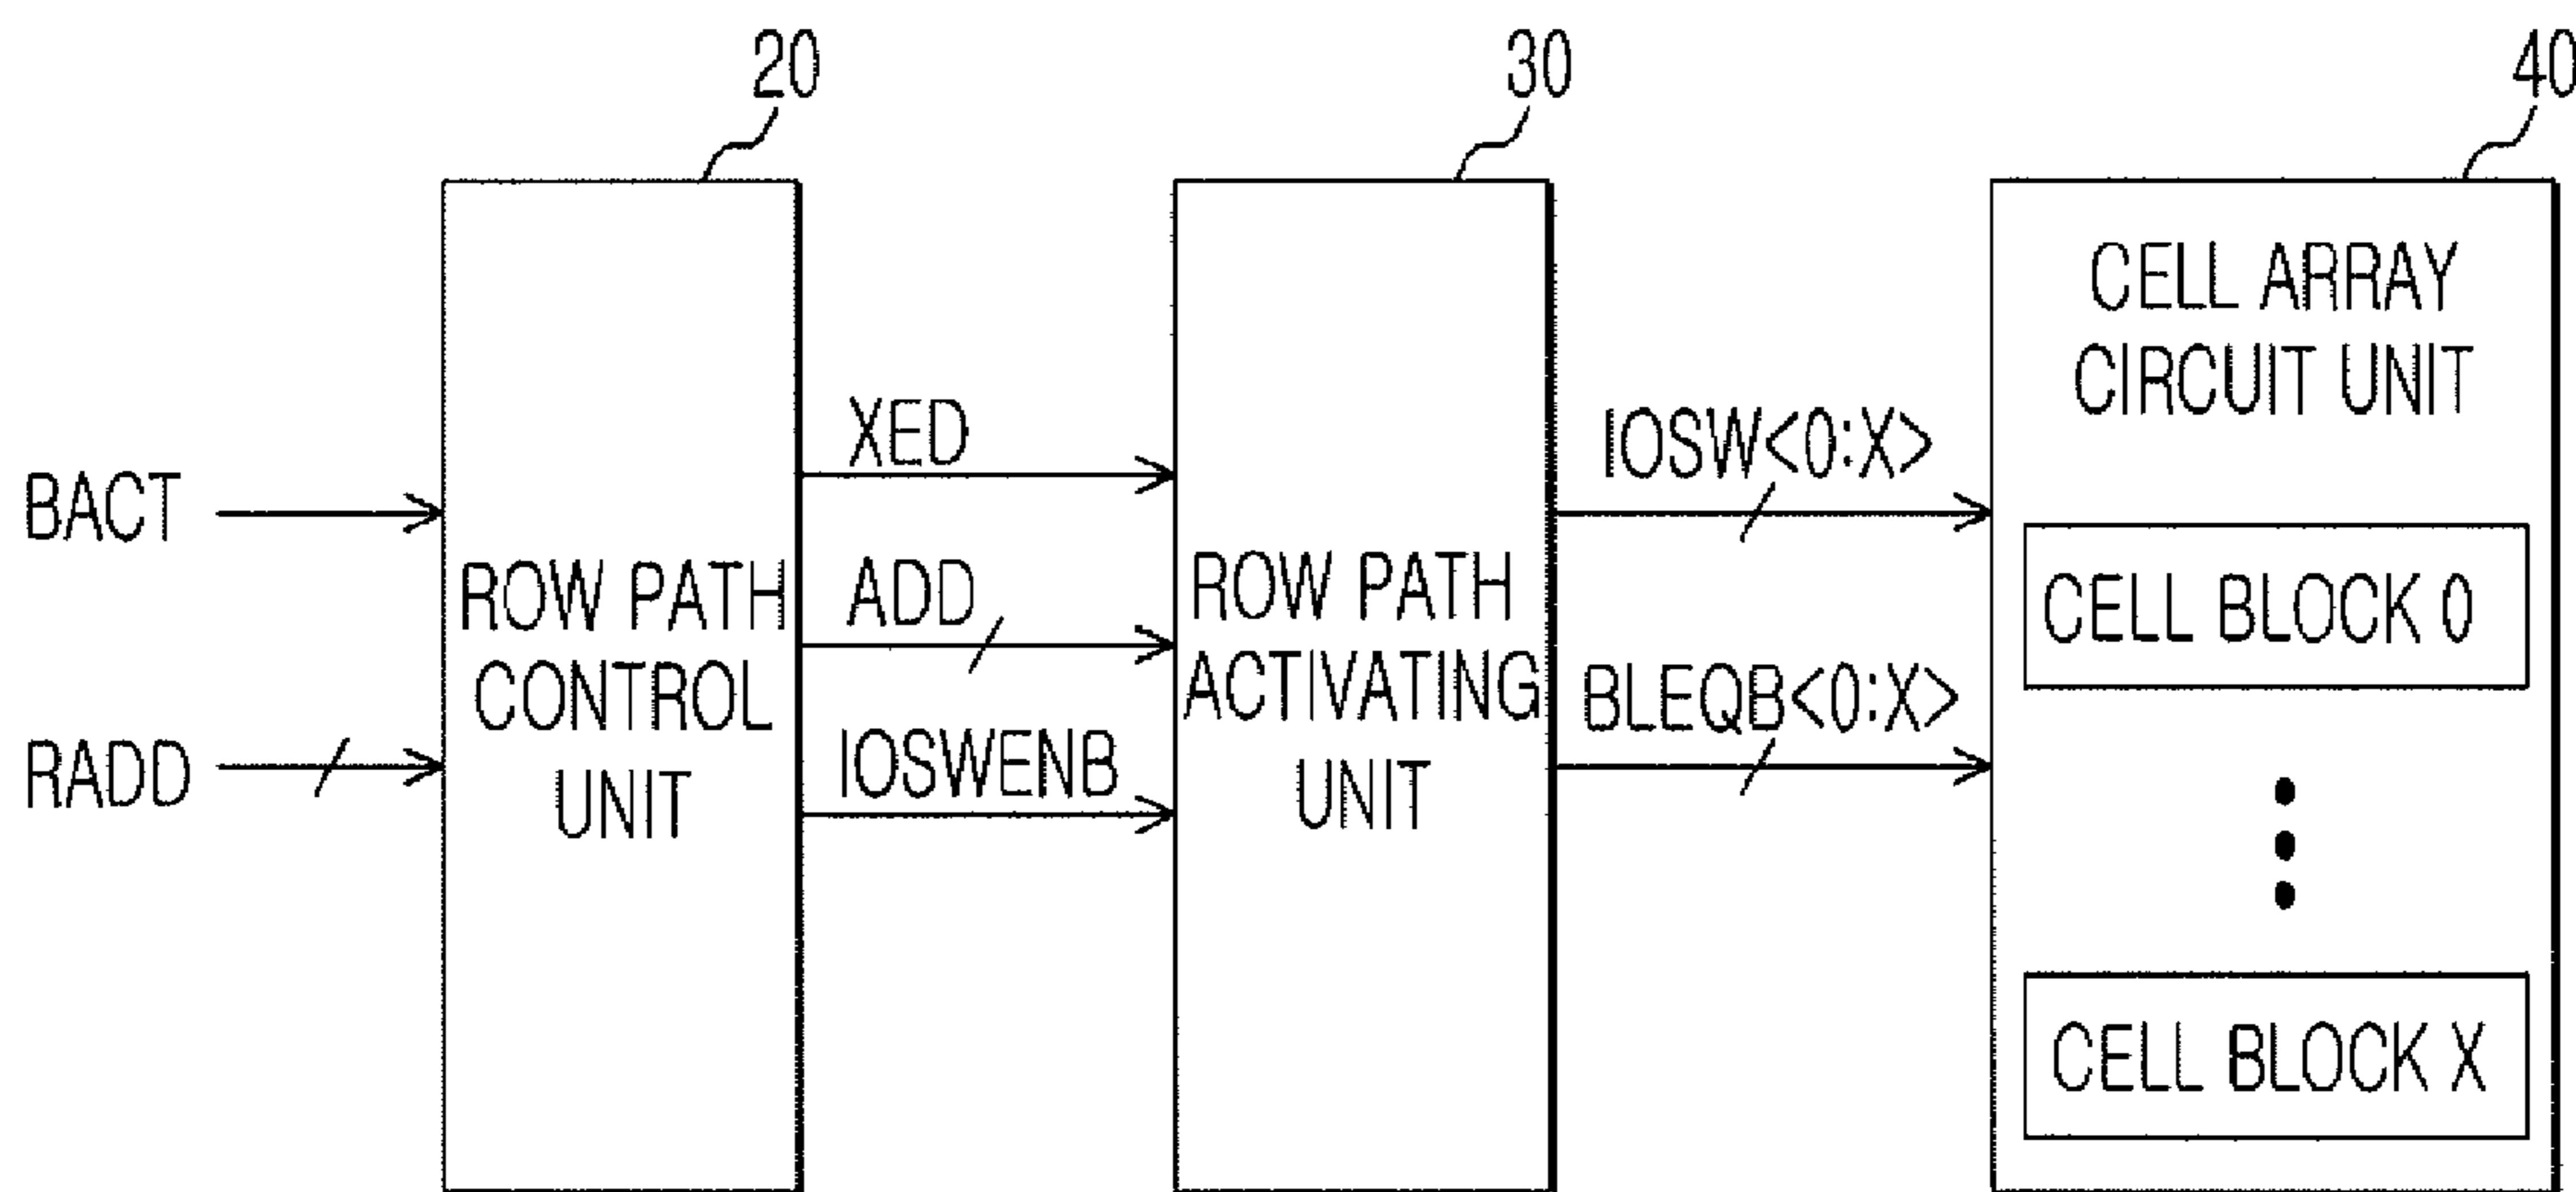 20
30
40
BACT
RADD
ROW PATH
CONTROL
UNIT
XED
ADD
IOSWENB
ROW PATH
ACTIVATING
UNIT
IOSW<0:X>
BLEQB<0:X>
CELL ARRAY
CIRCUIT UNIT
CELL BLOCK 0
CELL BLOCK X